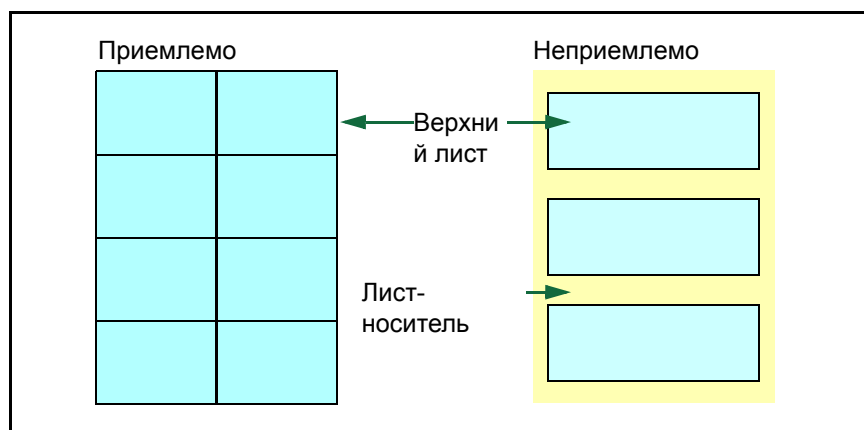 Приемлемо
Неприемлемо
Верхни
й лист
Лист-
носитель